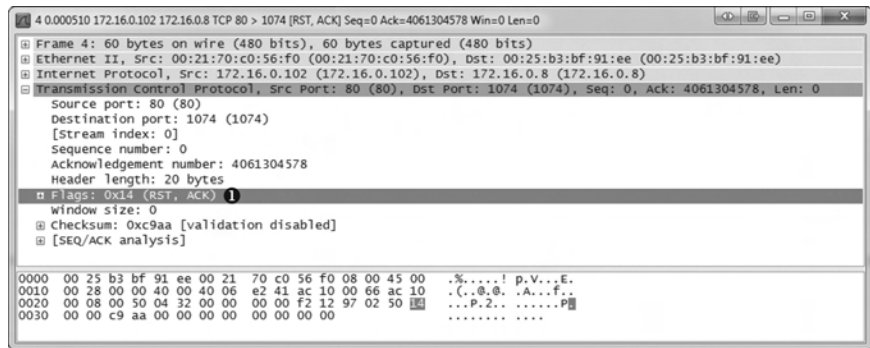 4 0.000510 172.16.0.102 172.16.0.8 TCP 80 > 1074 [RST, ACK] Seq=0 Ack=4061304578 Win=0 Len=0
Frame 4: 60 bytes on wire (480 bits), 60 bytes captured (480 bits)
Ethernet II, Src: 00:21:70:c0:56:f0 (00:21:70:c0:56:f0), Dst: 00:25:b3:bf:91:ee (00:25:b3:bf:91:ee)
Internet Protocol, Src: 172.16.0.102 (172.16.0.102), Dst: 172.16.0.8 (172.16.0.8)
Transmission Control Protocol, Src Port: 80 (80), Dst Port: 1074 (1074), Seq: 0, Ack: 4061304578, Len: 0
Source port: 80 (80)
Destination port: 1074 (1074)
[Stream index: 0]
Sequence number: 0
Acknowledgement number: 4061304578
Header length: 20 bytes
Flags: 0x14 (RST, ACK) 1
Window size: 0
Checksum: 0xc9aa [validation disabled]
[SEQ/ACK analysis]
0000 00 25 b3 bf 91 ee 00 21 70 c0 56 f0 08 00 45 00 .%.....! p.V...E.
0010 00 28 00 00 40 00 40 06 e2 41 ac 10 00 66 ac 10 .(..@.@. .A...f..
0020 00 08 00 50 04 32 00 00 00 00 f2 12 97 02 50 14 ...P.2.. ......P.
0030 00 00 c9 aa 00 00 00 00 00 00 00 00 ........ ....